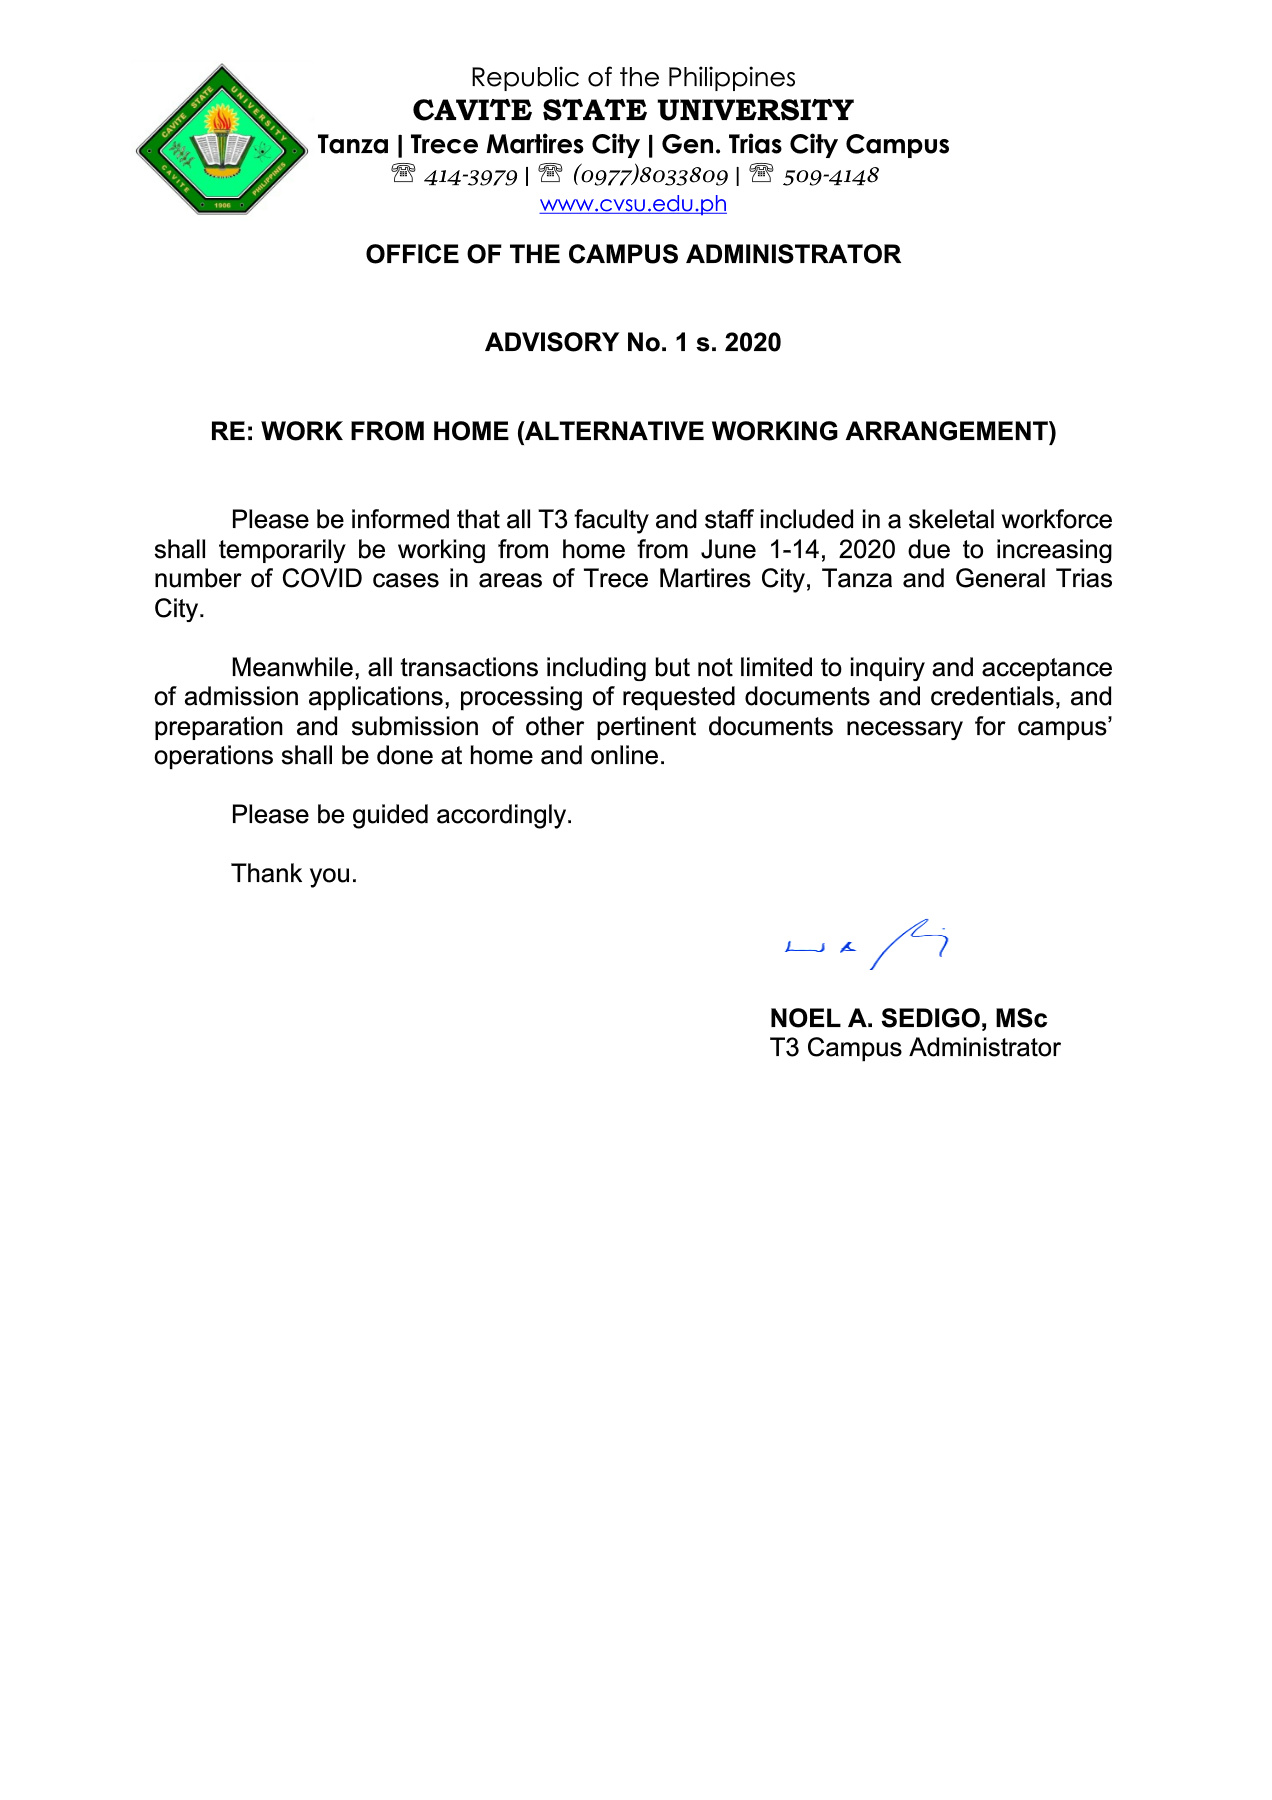 Republic of the Philippines
CAVITE STATE UNIVERSITY
Tanza | Trece Martires City | Gen. Trias City Campus
☏ 414-3979 | ☏ (0977)8033809 | ☏ 509-4148
www.cvsu.edu.ph
CAVITE STATE UNIVERSITY
CAVITE
1906
PHILIPPINES
OFFICE OF THE CAMPUS ADMINISTRATOR
ADVISORY No. 1 s. 2020
RE: WORK FROM HOME (ALTERNATIVE WORKING ARRANGEMENT)
Please be informed that all T3 faculty and staff included in a skeletal workforce
shall temporarily be working from home from June 1-14, 2020 due to increasing
number of COVID cases in areas of Trece Martires City, Tanza and General Trias
City.
Meanwhile, all transactions including but not limited to inquiry and acceptance
of admission applications, processing of requested documents and credentials, and
preparation and submission of other pertinent documents necessary for campus’
operations shall be done at home and online.
Please be guided accordingly.
Thank you.
NOEL A. SEDIGO, MSc
T3 Campus Administrator